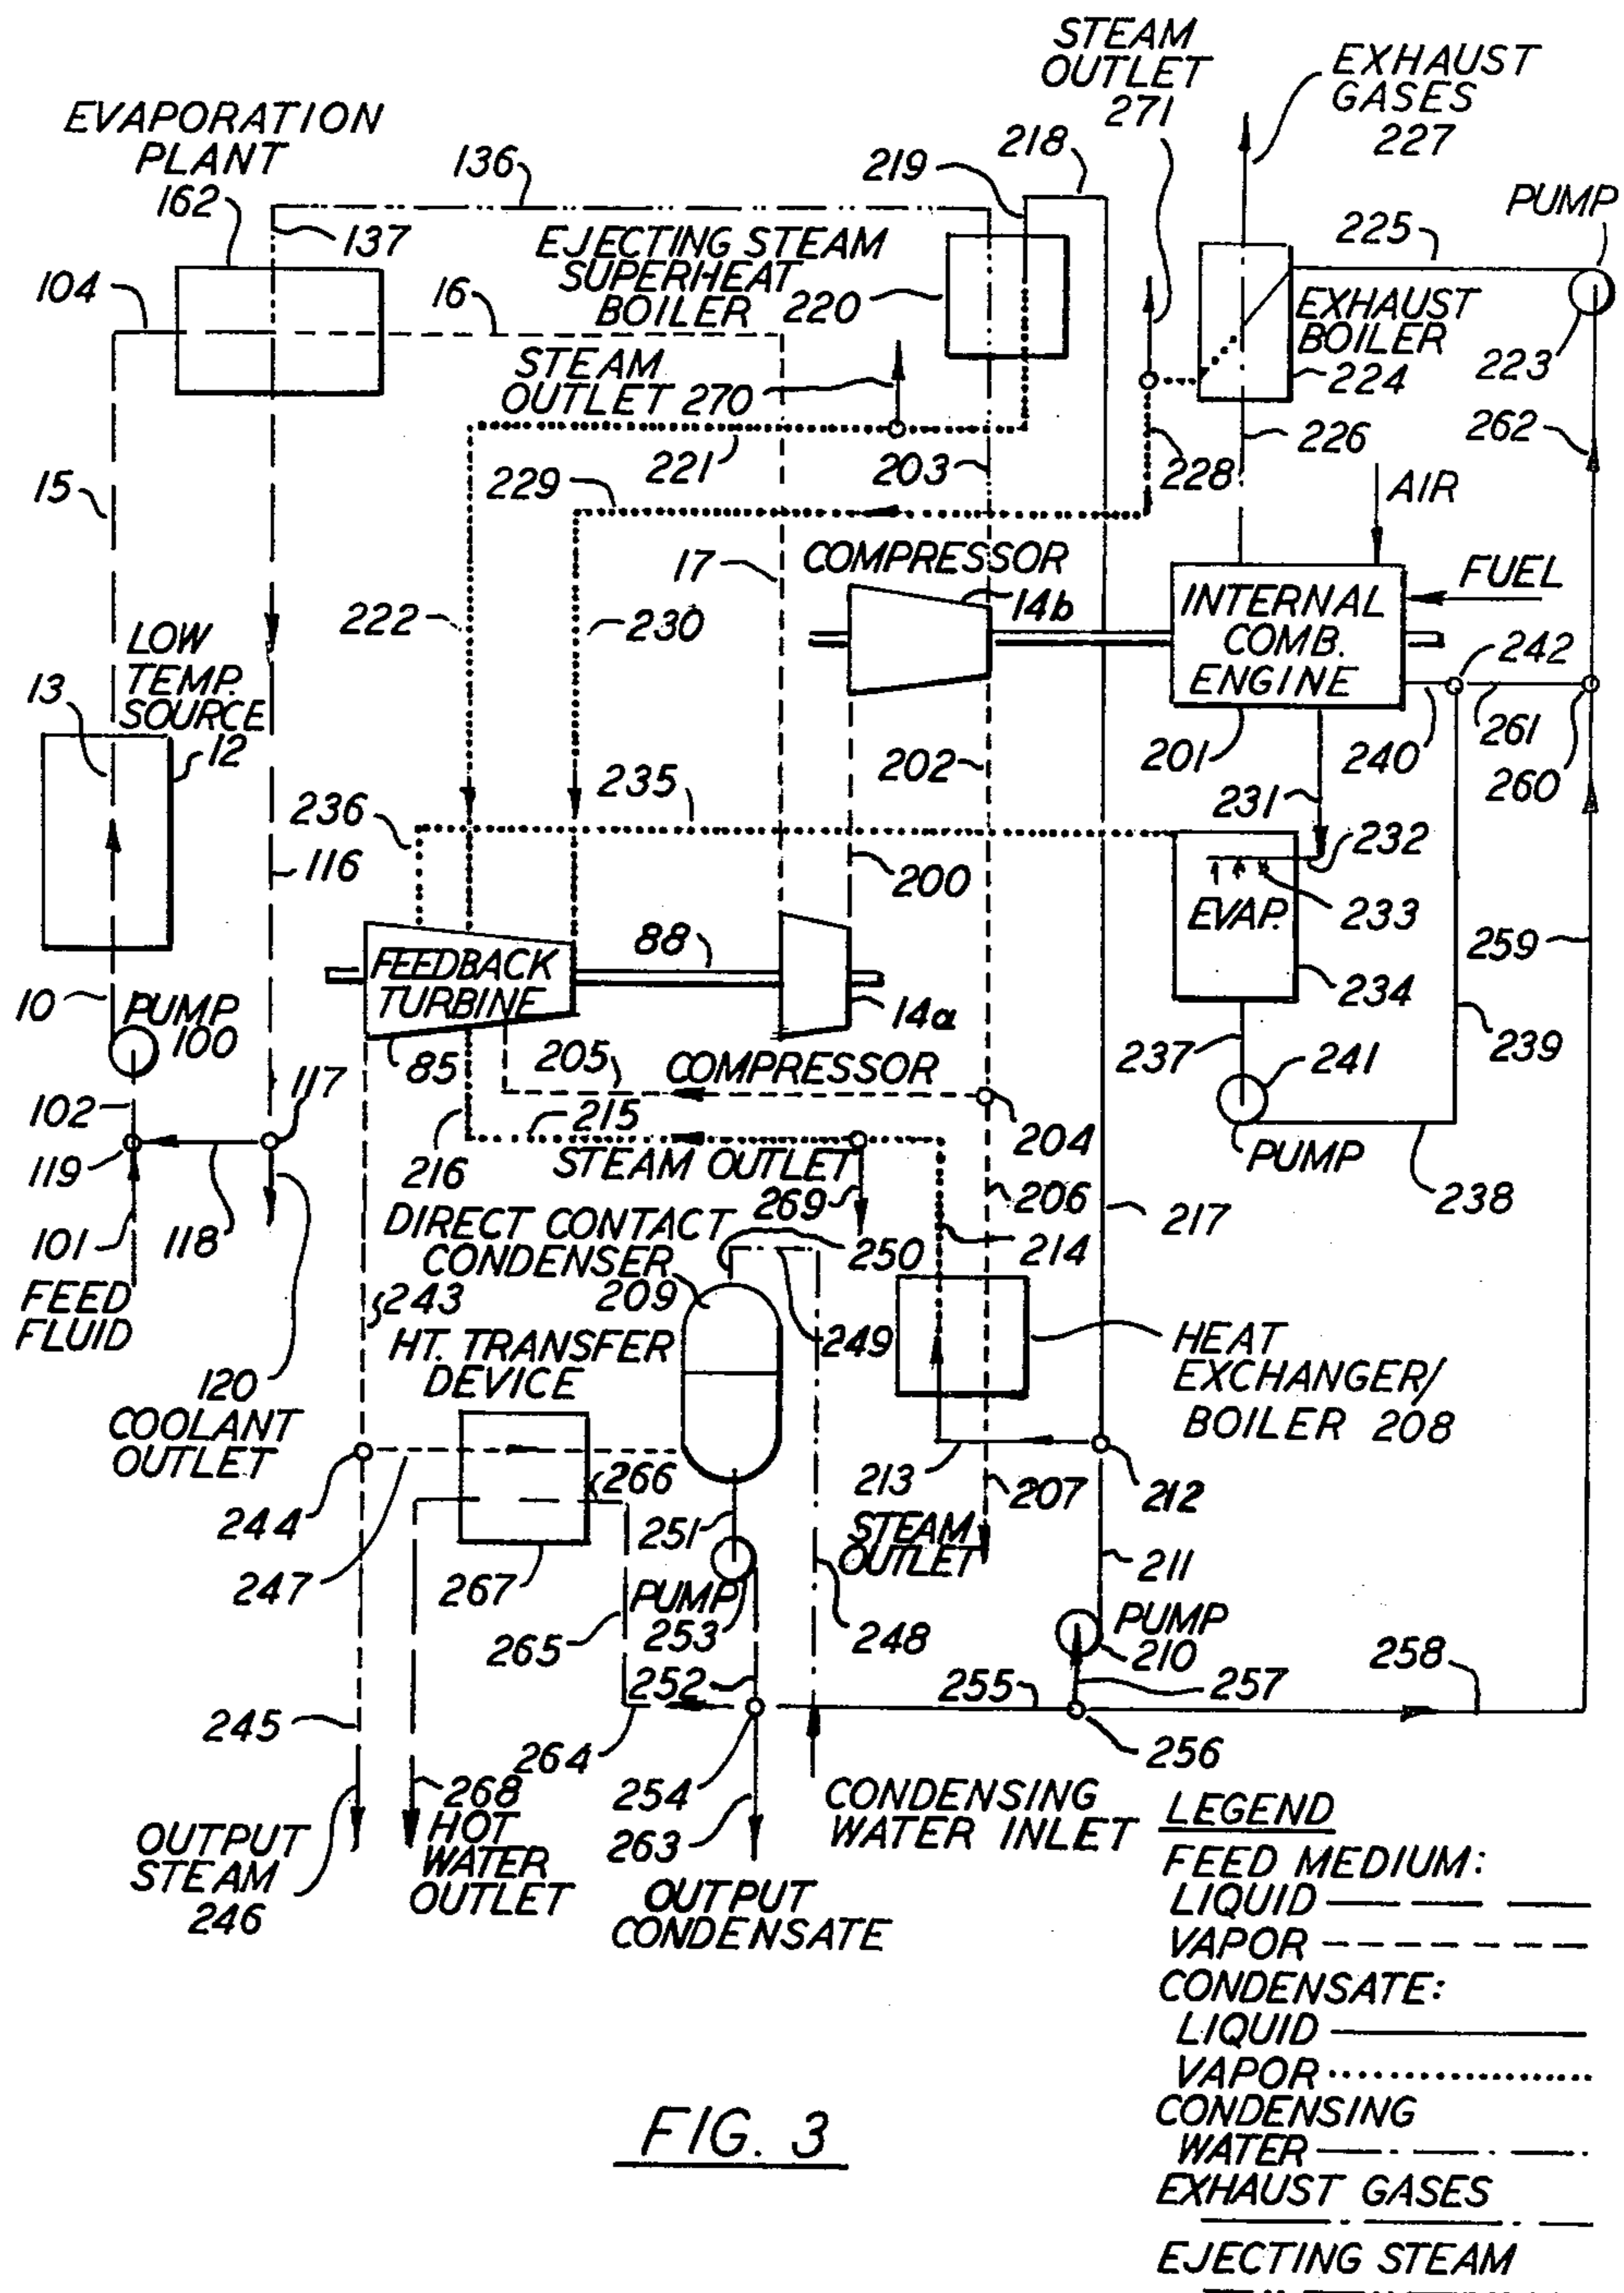 STEAM
OUTLET
271
EXHAUST
GASES
227
EVAPORATION
PLANT
162
136
219
218
PUMP
137
EJECTING STEAM
SUPERHEAT
BOILER
220
225
104
16
EXHAUST
BOILER
224
223
STEAM
OUTLET 270
221
203
228
226
262
15
229
AIR
17
COMPRESSOR
14b
FUEL
222
230
INTERNAL
COMB.
ENGINE
242
LOW
TEMP.
SOURCE
12
13
202
201
240
261
260
236
235
231
232
116
200
EVAP.
233
259
FEEDBACK
TURBINE
88
14a
234
10
PUMP
100
85
205
COMPRESSOR
237
241
239
102
117
215
204
PUMP
119
216
STEAM OUTLET
269
206
238
101
118
DIRECT CONTACT
CONDENSER
209
250
214
217
FEED
FLUID
243
249
HEAT
EXCHANGER/
BOILER 208
HT. TRANSFER
DEVICE
120
COOLANT
OUTLET
266
213
207
212
244
251
STEAM
OUTLET
211
247
267
PUMP
253
248
PUMP
210
265
252
255
257
258
245
264
254
256
268
HOT
WATER
OUTLET
263
CONDENSING
WATER INLET
OUTPUT
STEAM
246
OUTPUT
CONDENSATE
LEGEND
FEED MEDIUM:
LIQUID
VAPOR
CONDENSATE:
LIQUID
VAPOR
CONDENSING
WATER
EXHAUST GASES
EJECTING STEAM
FIG. 3